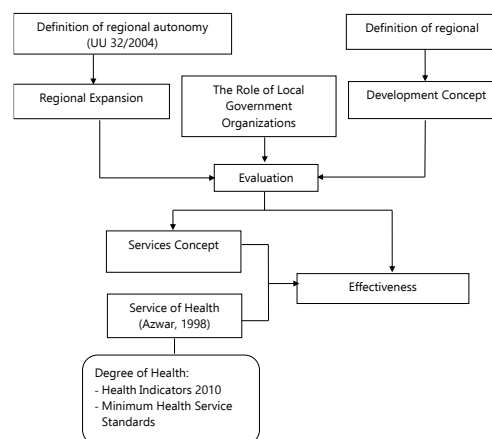 Definition of regional autonomy
(UU 32/2004)
Definition of regional
Regional Expansion
The Role of Local
Government
Organizations
Development Concept
Evaluation
Services Concept
Effectiveness
Service of Health
(Azwar, 1998)
Degree of Health:
- Health Indicators 2010
- Minimum Health Service
Standards